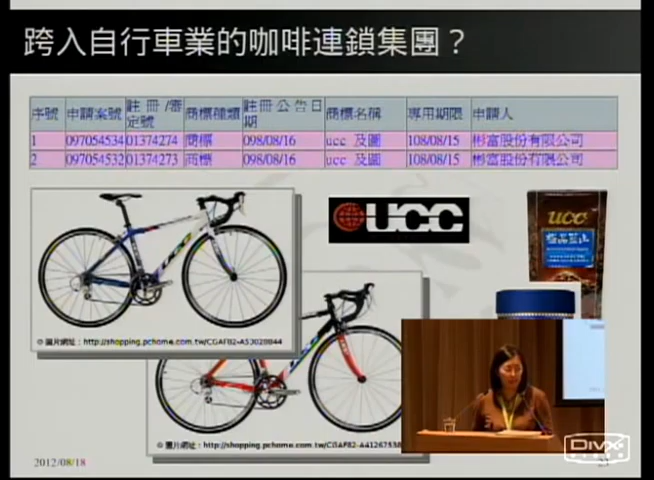 跨入自行車業的咖啡連鎖集團？
序號 申請案號 註冊/審定號 商標種類 註冊公告日期 商標名稱 專用期限 申請人
1 097054534 01374274 商標 098/08/16 ucc 及圖 108/08/15 彬富股份有限公司
2 097054532 01374273 商標 098/08/16 ucc 及圖 108/08/15 彬富股份有限公司
UCC
ucc
UCC
圖片網址：http://shopping.pchome.com.tw/CGAF82-A53028844
圖片網址：http://shopping.pchome.com.tw/CGAF82-A4126753
2012/08/18
DivX